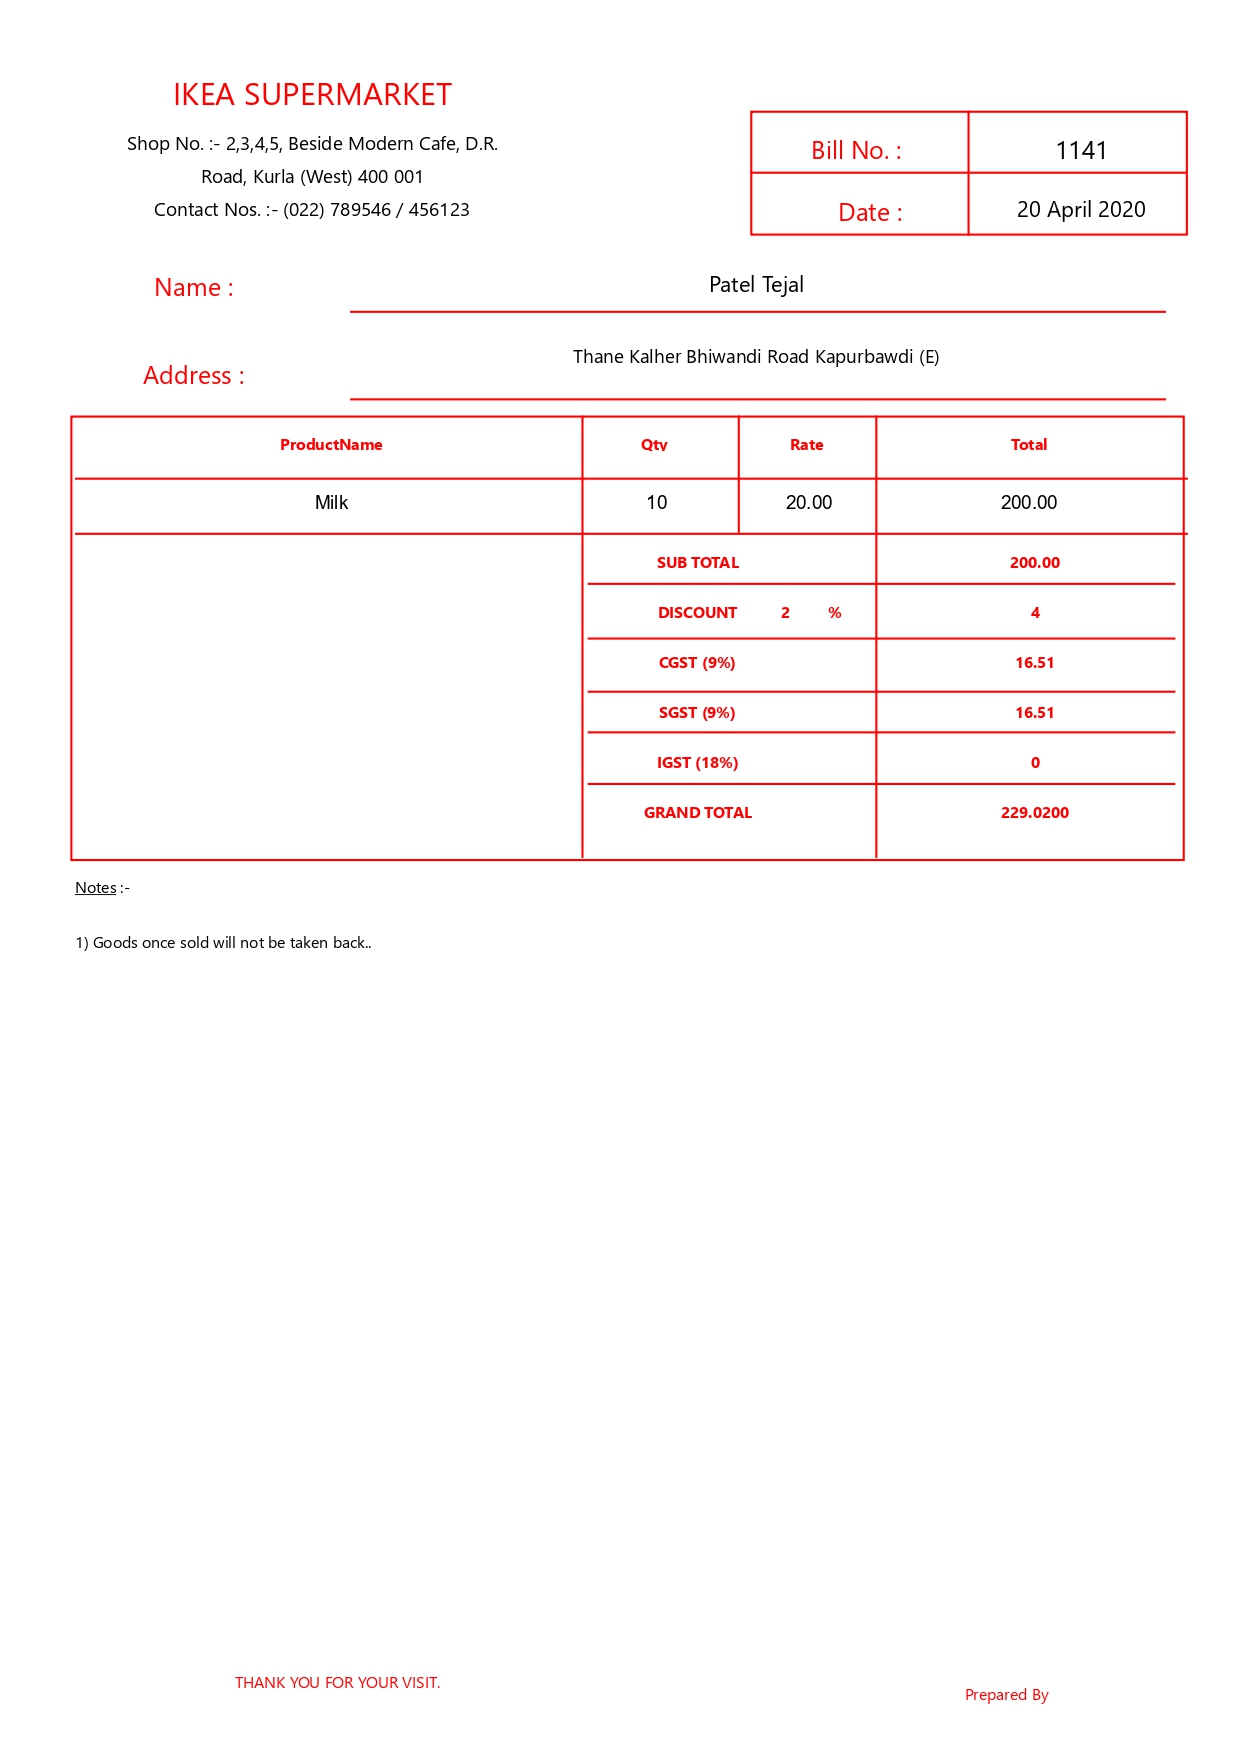 IKEA SUPERMARKET
Shop No. :- 2,3,4,5, Beside Modern Cafe, D.R.
Road, Kurla (West) 400 001
Contact Nos. :- (022) 789546 / 456123
Bill No. : 1141
Date : 20 April 2020
Name : Patel Tejal
Address : Thane Kalher Bhiwandi Road Kapurbawdi (E)
ProductName Qty Rate Total
Milk 10 20.00 200.00
SUB TOTAL 200.00
DISCOUNT 2 % 4
CGST (9%) 16.51
SGST (9%) 16.51
IGST (18%) 0
GRAND TOTAL 229.0200
Notes :-
1) Goods once sold will not be taken back..
THANK YOU FOR YOUR VISIT.
Prepared By